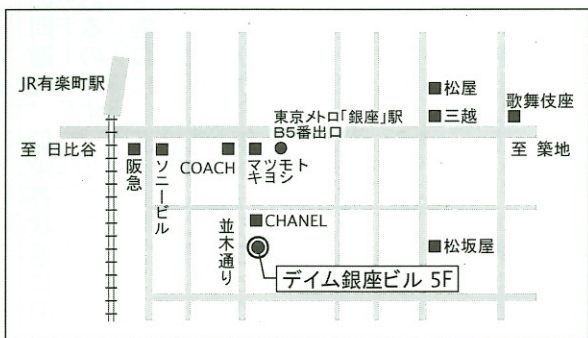 JR有楽町駅
松屋
歌舞伎座
東京メトロ「銀座」駅
B5番出口
三越
至 日比谷
至 築地
阪急
ソニービル
COACH
マツモト
キヨシ
並木通り
CHANEL
松坂屋
デイム銀座ビル 5F